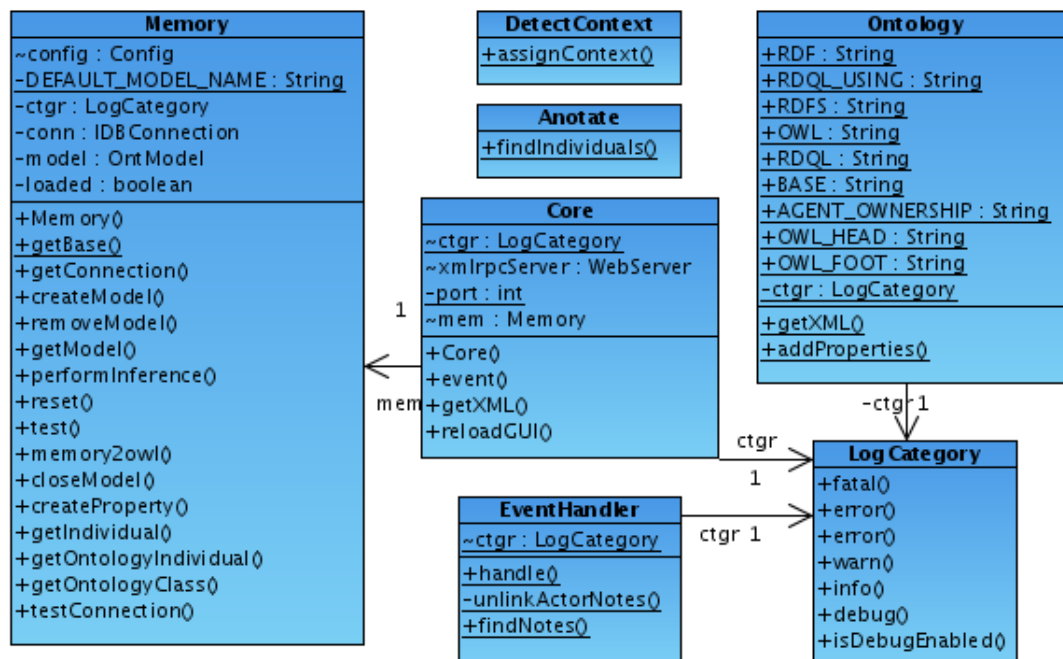 Memory
~config : Config
-DEFAULT_MODEL_NAME : String
-ctgr : LogCategory
-conn : IDBConnection
-model : OntModel
-loaded : boolean
+Memory()
+getBase()
+getConnection()
+createModel()
+removeModel()
+getModel()
+performInference()
+reset()
+test()
+memory2owl()
+closeModel()
+createProperty()
+getIndividual()
+getOntologyIndividual()
+getOntologyClass()
+testConnection()
DetectContext
+assignContext()
Anotate
+findIndividuals()
Core
~ctgr : LogCategory
~xmlrpcServer : WebServer
-port : int
~mem : Memory
+Core()
+event()
+getXML()
+reloadGUI()
1
mem
EventHandler
~ctgr : LogCategory
+handle()
-unlinkActorNotes()
+findNotes()
Ontology
+RDF : String
+RDQL_USING : String
+RDFS : String
+OWL : String
+RDQL : String
+BASE : String
+AGENT_OWNERSHIP : String
+OWL_HEAD : String
+OWL_FOOT : String
-ctgr : LogCategory
+getXML()
+addProperties()
-ctgr 1
ctgr
1
ctgr 1
LogCategory
+fatal()
+error()
+error()
+warn()
+info()
+debug()
+isDebugEnabled()